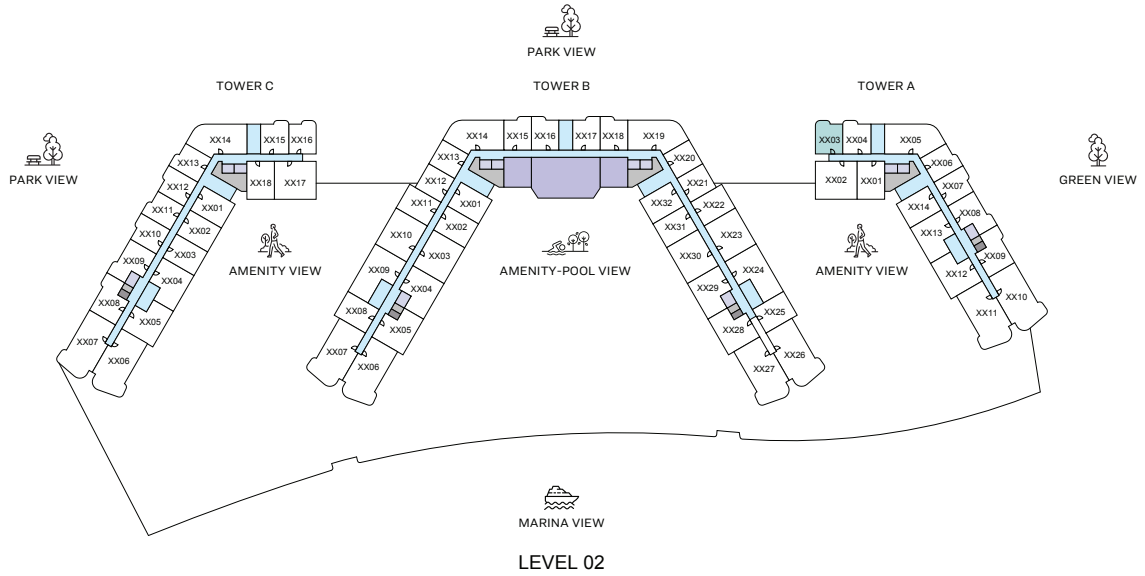 PARK VIEW
TOWER C
TOWER B
TOWER A
PARK VIEW
GREEN VIEW
XX14
XX15
XX16
XX13
XX12
XX11
XX10
XX09
XX08
XX07
XX18
XX17
XX01
XX02
XX03
XX04
XX05
XX06
AMENITY VIEW
XX14
XX15
XX16
XX17
XX18
XX19
XX13
XX12
XX11
XX10
XX09
XX08
XX07
XX01
XX02
XX03
XX04
XX05
XX06
AMENITY-POOL VIEW
XX20
XX21
XX22
XX23
XX24
XX25
XX26
XX32
XX31
XX30
XX29
XX28
XX27
XX03
XX04
XX05
XX02
XX01
XX06
XX07
XX08
XX09
XX10
XX14
XX13
XX12
XX11
AMENITY VIEW
MARINA VIEW
LEVEL 02